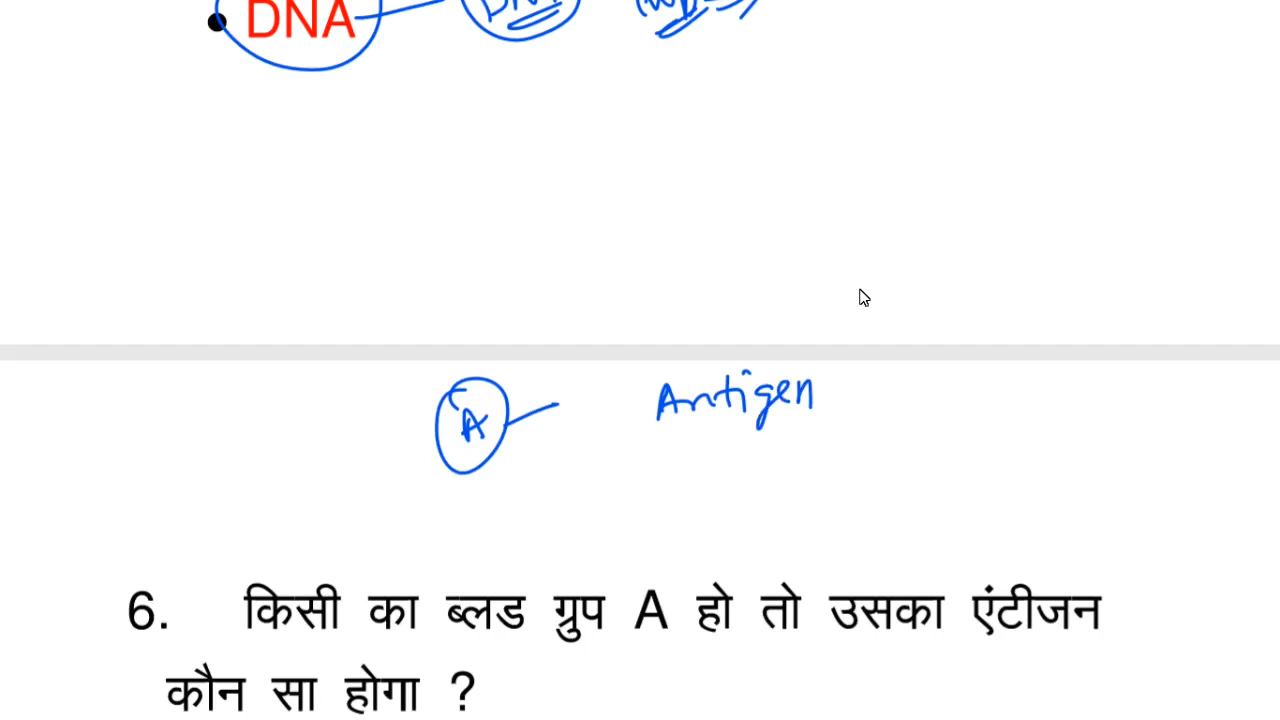 DNA
A Antigen
6. किसी का ब्लड ग्रुप A हो तो उसका एंटीजन
कौन सा होगा ?